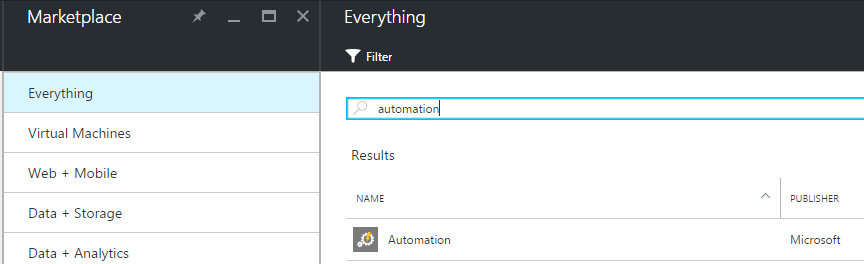 Marketplace
Everything
Filter
Everything
Virtual Machines
Web + Mobile
Data + Storage
Data + Analytics
automation
Results
NAME PUBLISHER
Automation Microsoft